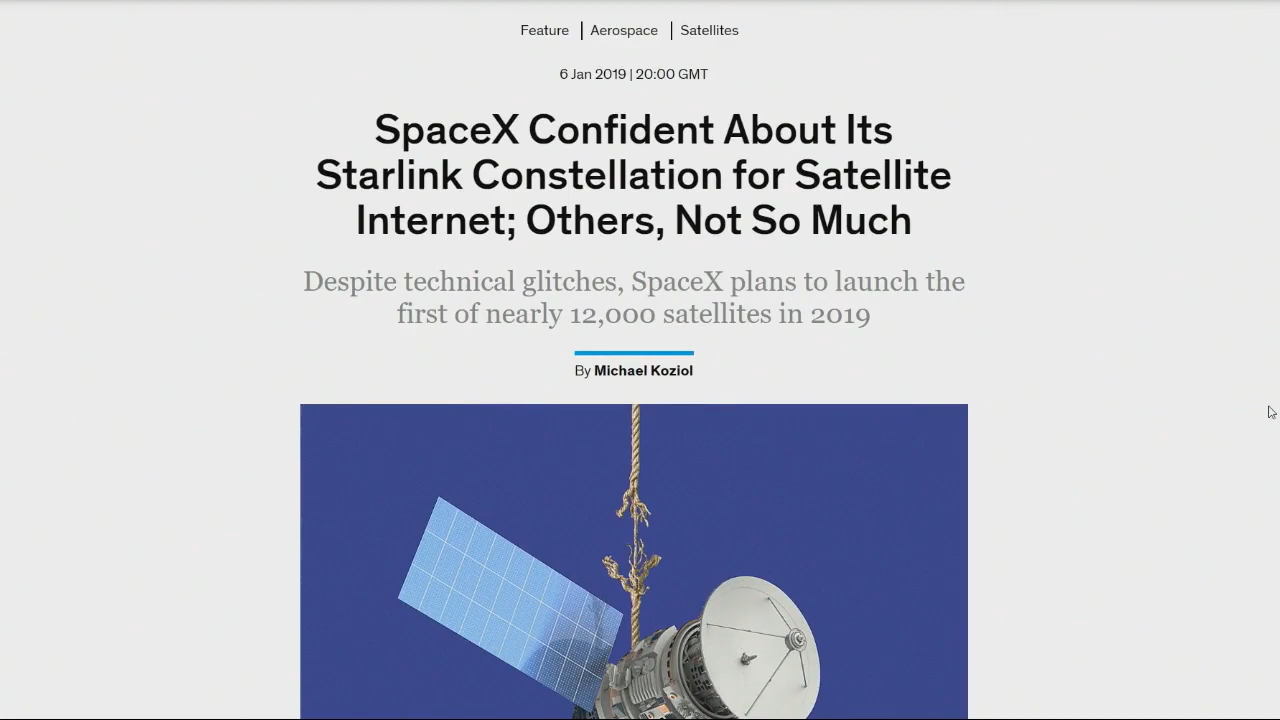 Feature | Aerospace | Satellites
6 Jan 2019 | 20:00 GMT
SpaceX Confident About Its
Starlink Constellation for Satellite
Internet; Others, Not So Much
Despite technical glitches, SpaceX plans to launch the
first of nearly 12,000 satellites in 2019
By Michael Koziol